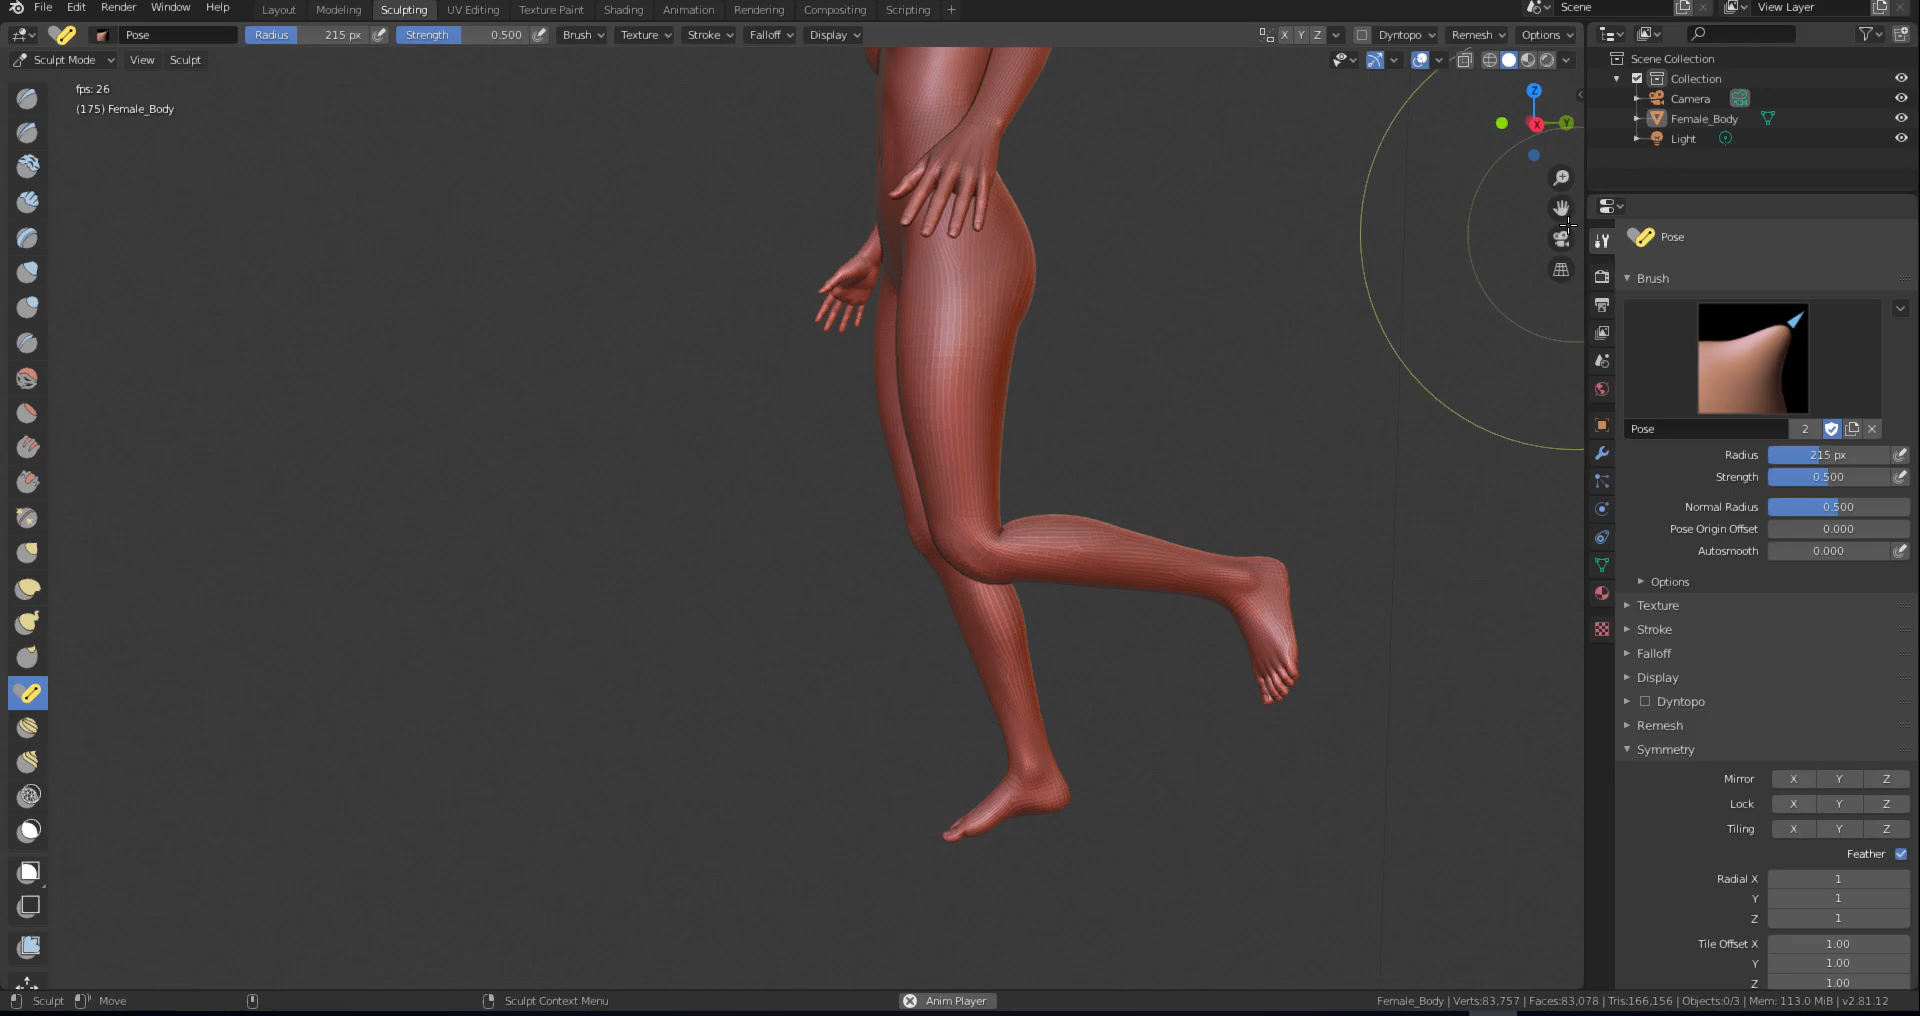 File Edit Render Window Help Layout Modeling Sculpting UV Editing Texture Paint Shading Animation Rendering Compositing Scripting + Scene View Layer
Pose Radius 215 px Strength 0.500 Brush Texture Stroke Falloff Display X Y Z Dyntopo Remesh Options
Sculpt Mode View Sculpt
fps: 26
(175) Female_Body
Z
X Y
Scene Collection
Collection
Camera
Female_Body
Light
Pose
Brush
Pose 2
Radius 215 px
Strength 0.500
Normal Radius 0.500
Pose Origin Offset 0.000
Autosmooth 0.000
Options
Texture
Stroke
Falloff
Display
Dyntopo
Remesh
Symmetry
Mirror X Y Z
Lock X Y Z
Tiling X Y Z
Feather
Radial X 1
Y 1
Z 1
Tile Offset X 1.00
Y 1.00
Z 1.00
Sculpt Move Sculpt Context Menu Anim Player Female_Body | Verts:83,757 | Faces:83,078 | Tris:166,156 | Objects:0/3 | Mem: 113.0 MiB | v2.81.12